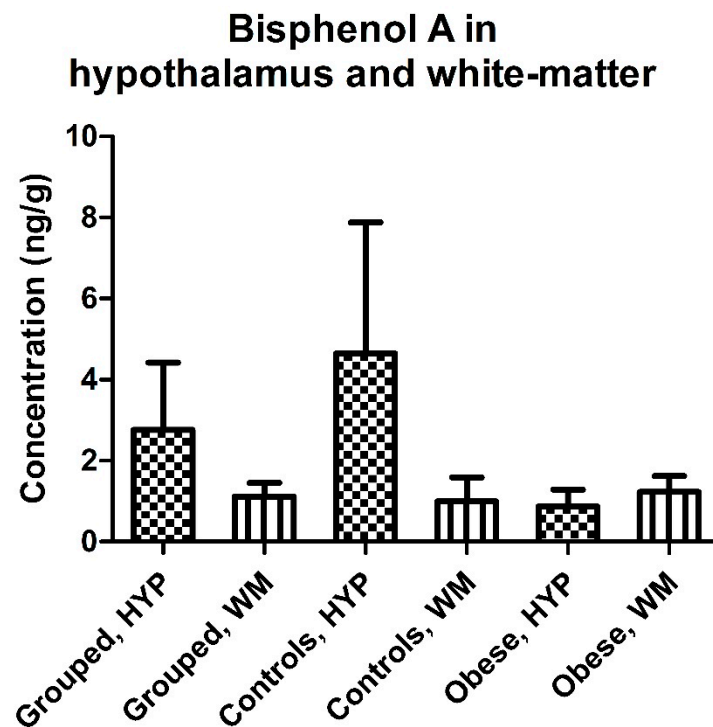 Bisphenol A in
hypothalamus and white-matter
Concentration (ng/g)
10
8
6
4
2
0
Grouped, HYP
Grouped, WM
Controls, HYP
Controls, WM
Obese, HYP
Obese, WM